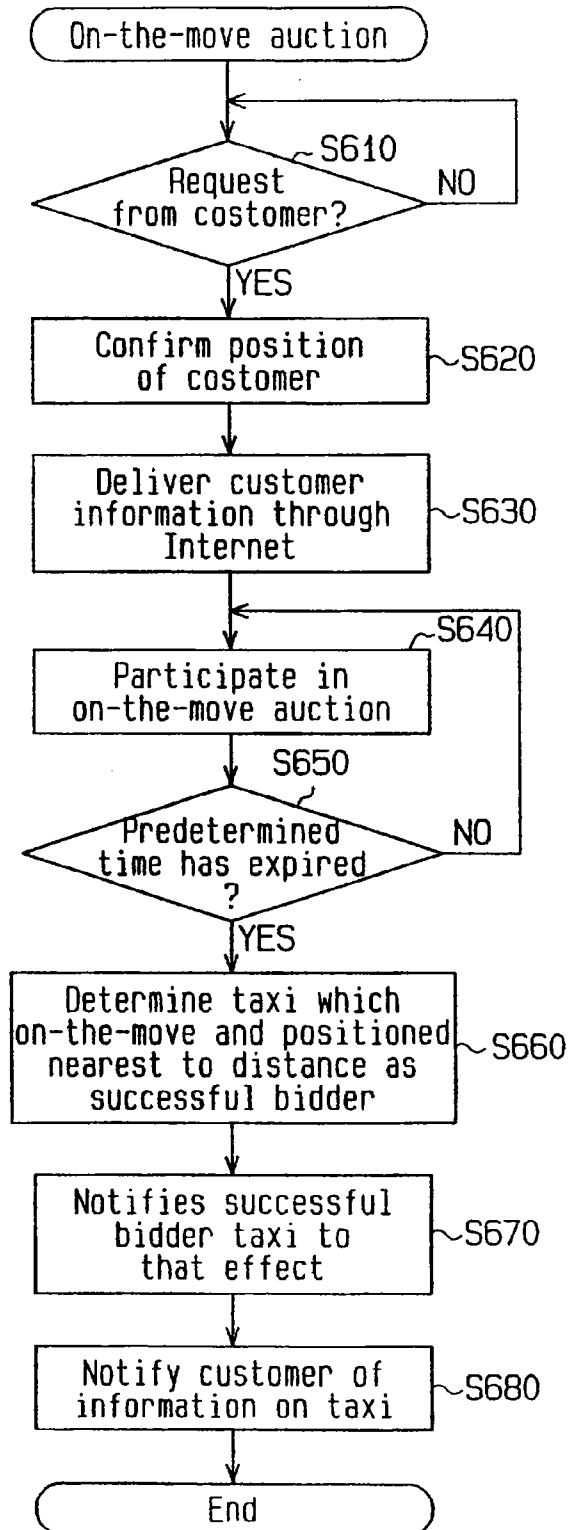 On-the-move auction
S610
Request
from costomer?
NO
YES
Confirm position
of costomer
S620
Deliver customer
information through
Internet
S630
S640
Participate in
on-the-move auction
S650
Predetermined
time has expired
?
NO
YES
Determine taxi which
on-the-move and positioned
nearest to distance as
successful bidder
S660
Notifies successful
bidder taxi to
that effect
S670
Notify customer of
information on taxi
S680
End